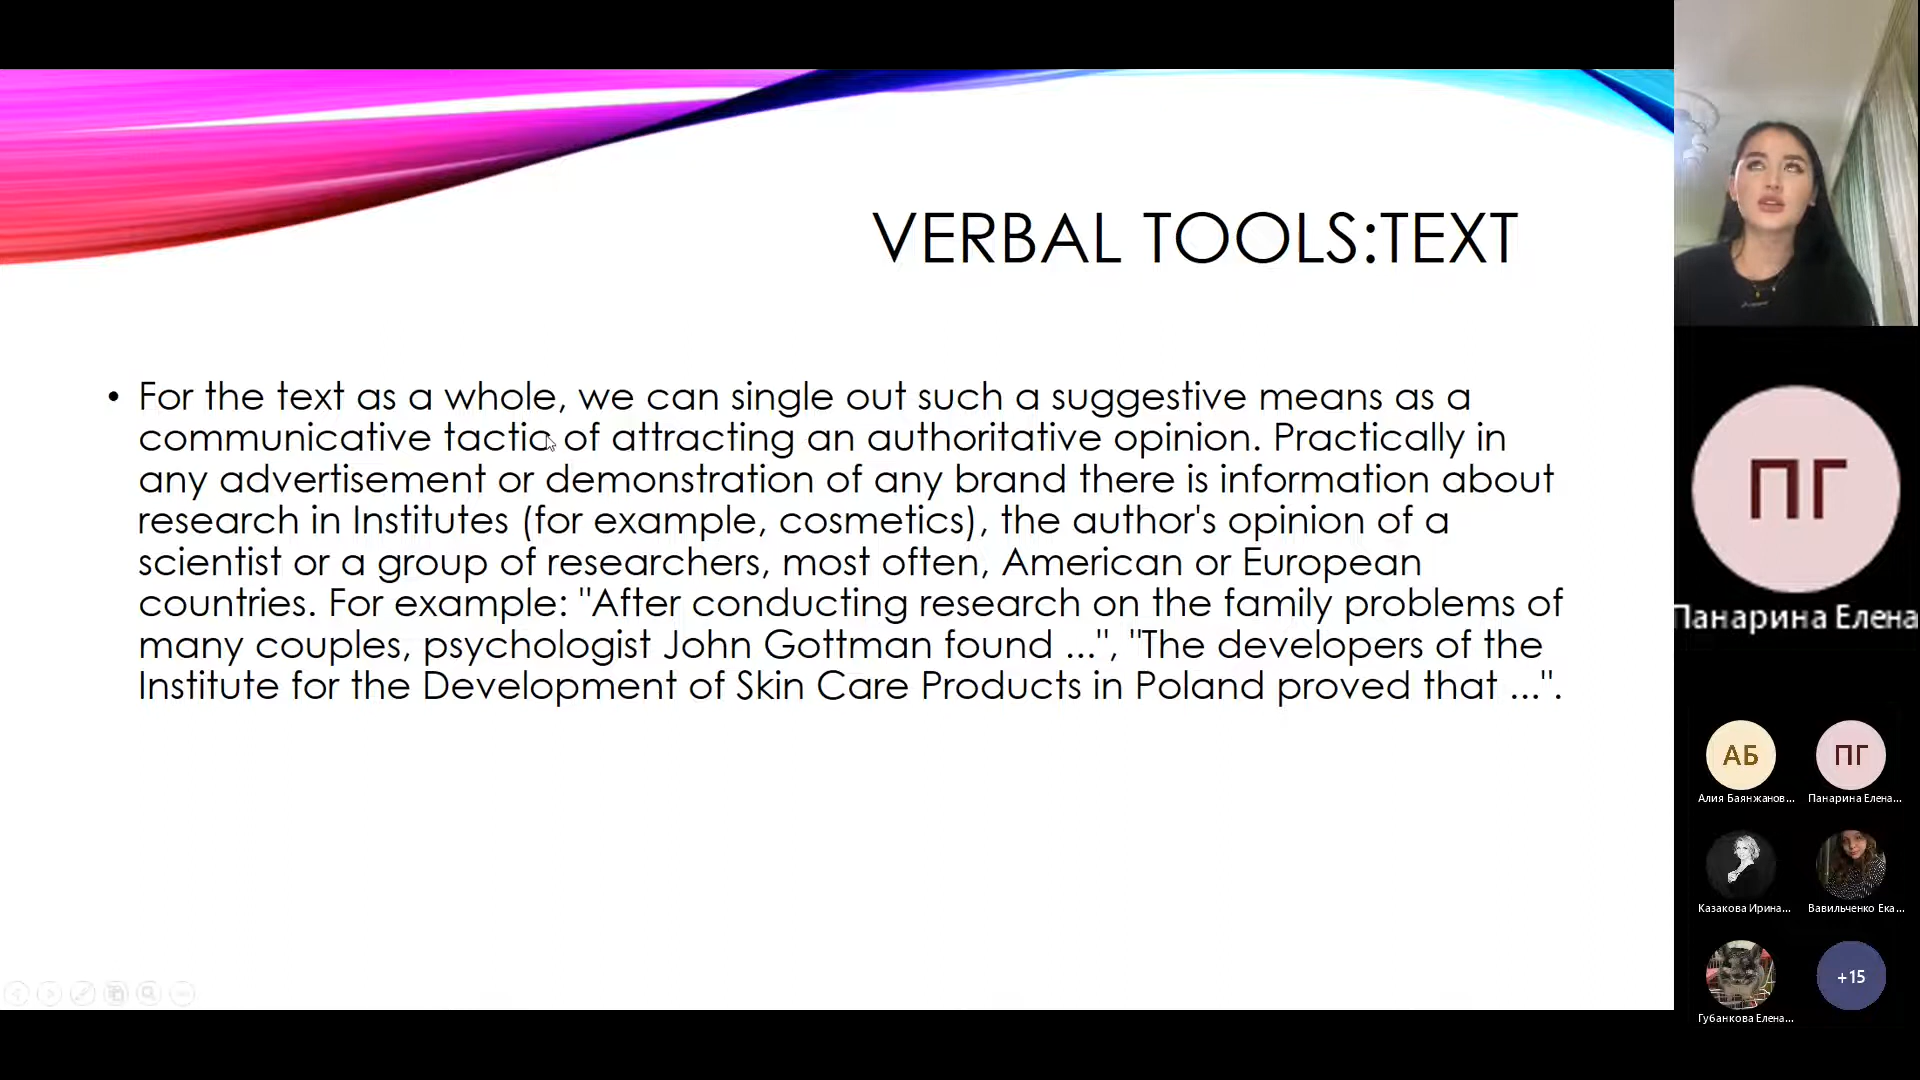 VERBAL TOOLS:TEXT
• For the text as a whole, we can single out such a suggestive means as a
communicative tactic of attracting an authoritative opinion. Practically in
any advertisement or demonstration of any brand there is information about
research in Institutes (for example, cosmetics), the author's opinion of a
scientist or a group of researchers, most often, American or European
countries. For example: "After conducting research on the family problems of
many couples, psychologist John Gottman found ...", "The developers of the
Institute for the Development of Skin Care Products in Poland proved that ...".
ПГ
Панарина Елена
АБ
ПГ
Алия Баянжанов...
Панарина Елена...
Казакова Ирина...
Вавильченко Ека...
+15
Губанкова Елена...